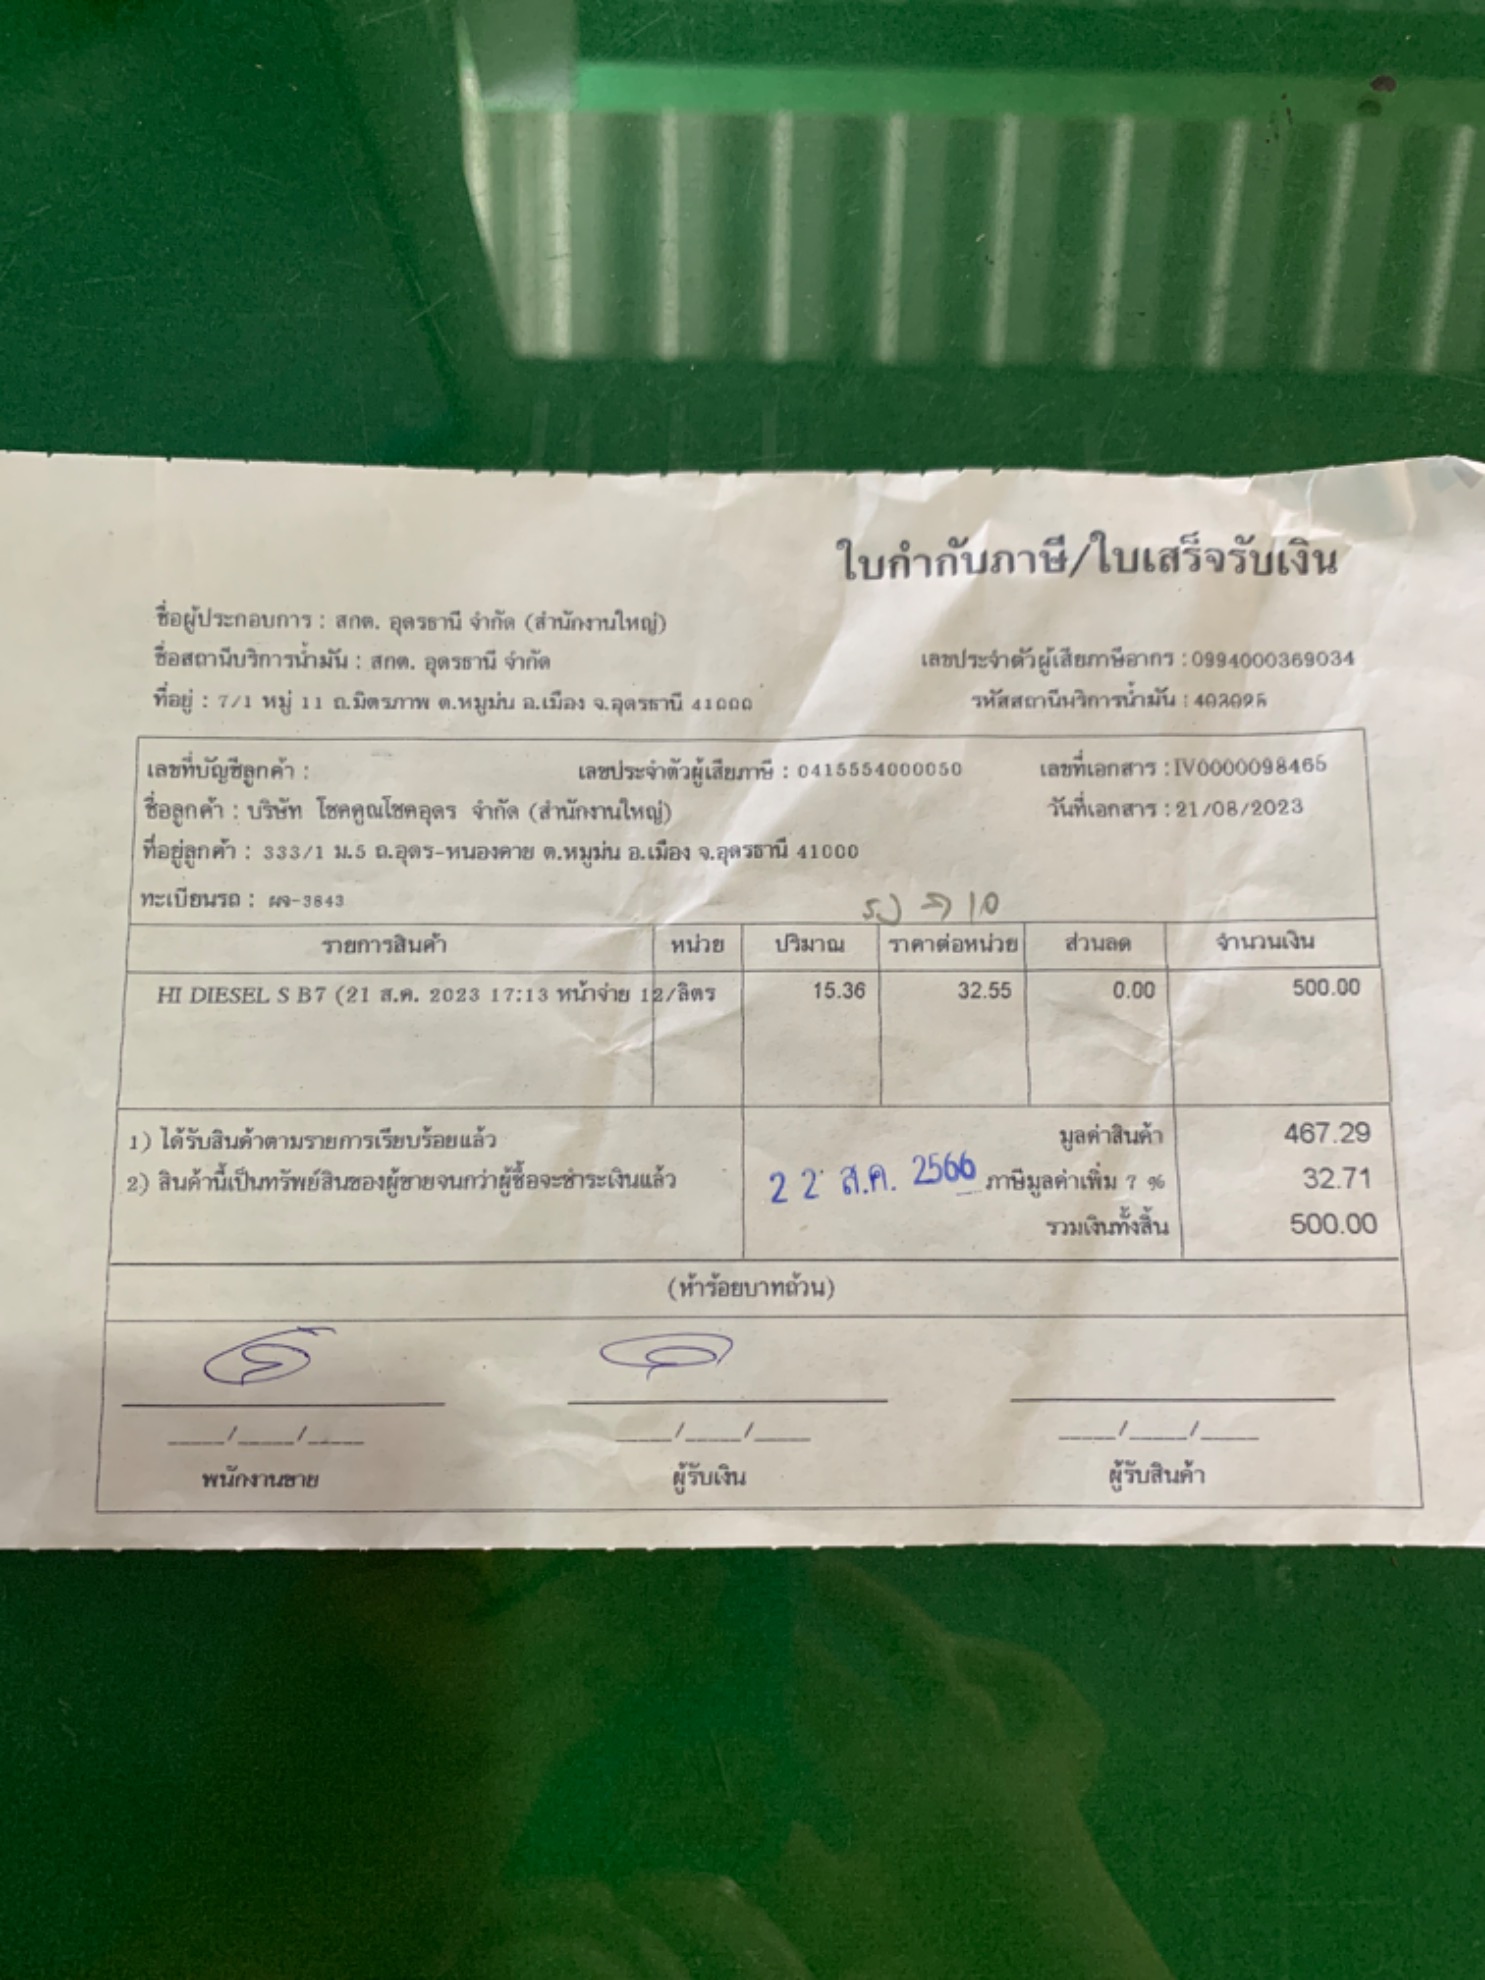 ใบกำกับภาษี/ใบเสร็จรับเงิน
ชื่อผู้ประกอบการ : สกต. อุดรธานี จำกัด (สำนักงานใหญ่)
ชื่อสถานีบริการน้ำมัน : สกต. อุดรธานี จำกัด เลขประจำตัวผู้เสียภาษีอากร : 0994000369034
ที่อยู่ : 7/1 หมู่ 11 ถ.มิตรภาพ ต.หมูม่น อ.เมือง จ.อุดรธานี 41000 รหัสสถานีบริการน้ำมัน :
เลขที่บัญชีลูกค้า : เลขประจำตัวผู้เสียภาษี : 0415554000050 เลขที่เอกสาร : IV0000098465
ชื่อลูกค้า : บริษัท โชคคูณโชคอุดร จำกัด (สำนักงานใหญ่) วันที่เอกสาร : 21/08/2023
ที่อยู่ลูกค้า : 333/1 ม.5 ถ.อุดร-หนองคาย ต.หมูม่น อ.เมือง จ.อุดรธานี 41000
ทะเบียนรถ : ผจ-3843
รายการสินค้า หน่วย ปริมาณ ราคาต่อหน่วย ส่วนลด จำนวนเงิน
HI DIESEL S B7 (21 ส.ค. 2023 17:13 หน้าจ่าย 12/ลิตร 15.36 32.55 0.00 500.00
1) ได้รับสินค้าตามรายการเรียบร้อยแล้ว มูลค่าสินค้า 467.29
2) สินค้านี้เป็นทรัพย์สินของผู้ขายจนกว่าผู้ซื้อจะชำระเงินแล้ว 22 ส.ค. 2566 ภาษีมูลค่าเพิ่ม 7 % 32.71
รวมเงินทั้งสิ้น 500.00
(ห้าร้อยบาทถ้วน)
____/____/____ ____/____/____ ____/____/____
พนักงานขาย ผู้รับเงิน ผู้รับสินค้า